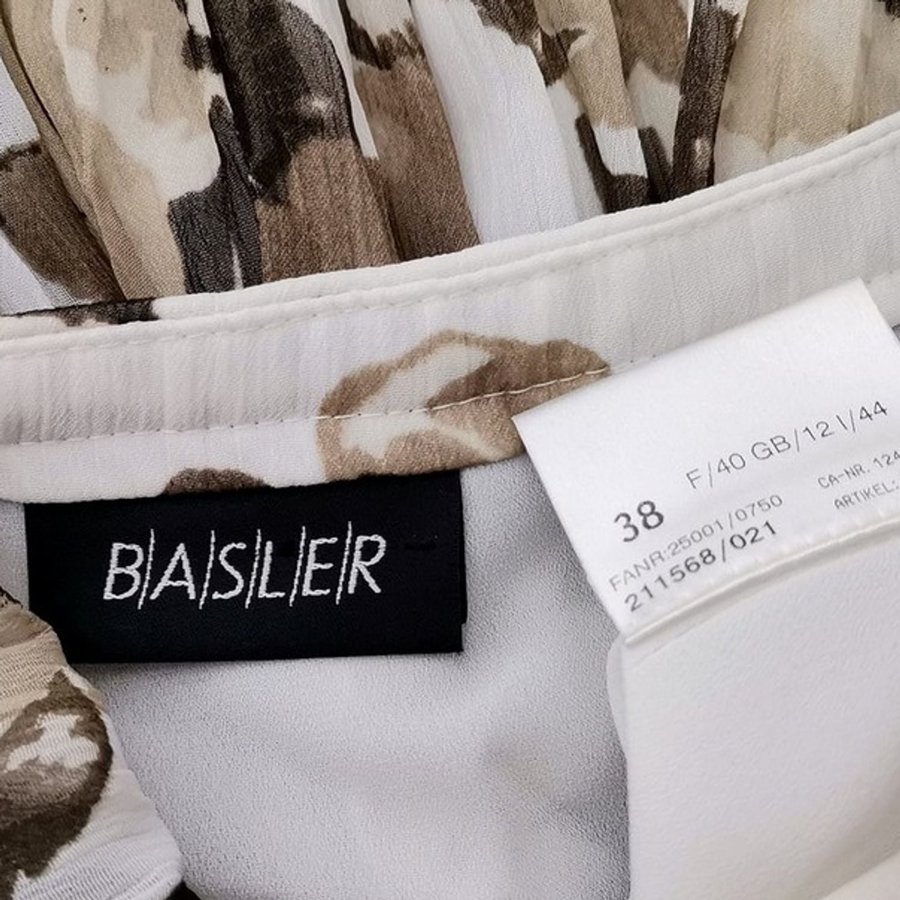 B/A/S/L/E/R
38 F/40 GB/12 I/44
FANR:25001/0750 CA-NR. 124
211568/021 ARTIKEL: